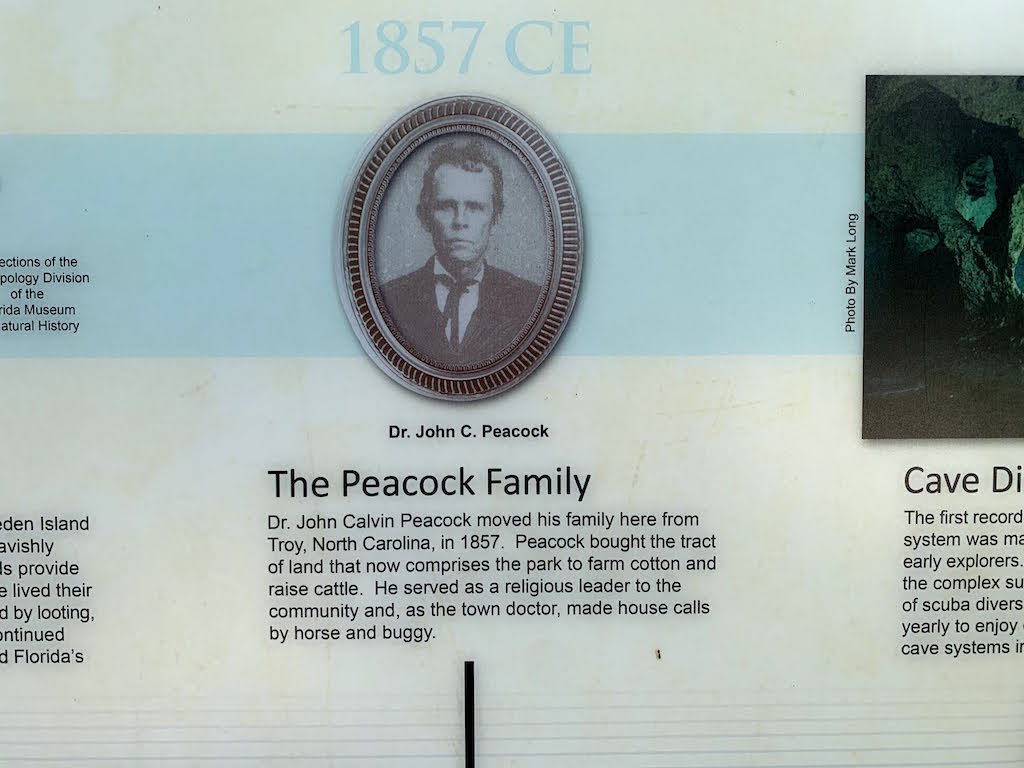 1857 CE
ections of the
pology Division
of the
rida Museum
atural History
Photo By Mark Long
Dr. John C. Peacock
The Peacock Family
Dr. John Calvin Peacock moved his family here from
Troy, North Carolina, in 1857. Peacock bought the tract
of land that now comprises the park to farm cotton and
raise cattle. He served as a religious leader to the
community and, as the town doctor, made house calls
by horse and buggy.
eden Island
avishly
ds provide
e lived their
d by looting,
ontinued
d Florida's
Cave Di
The first record
system was ma
early explorers.
the complex su
of scuba divers
yearly to enjoy
cave systems in